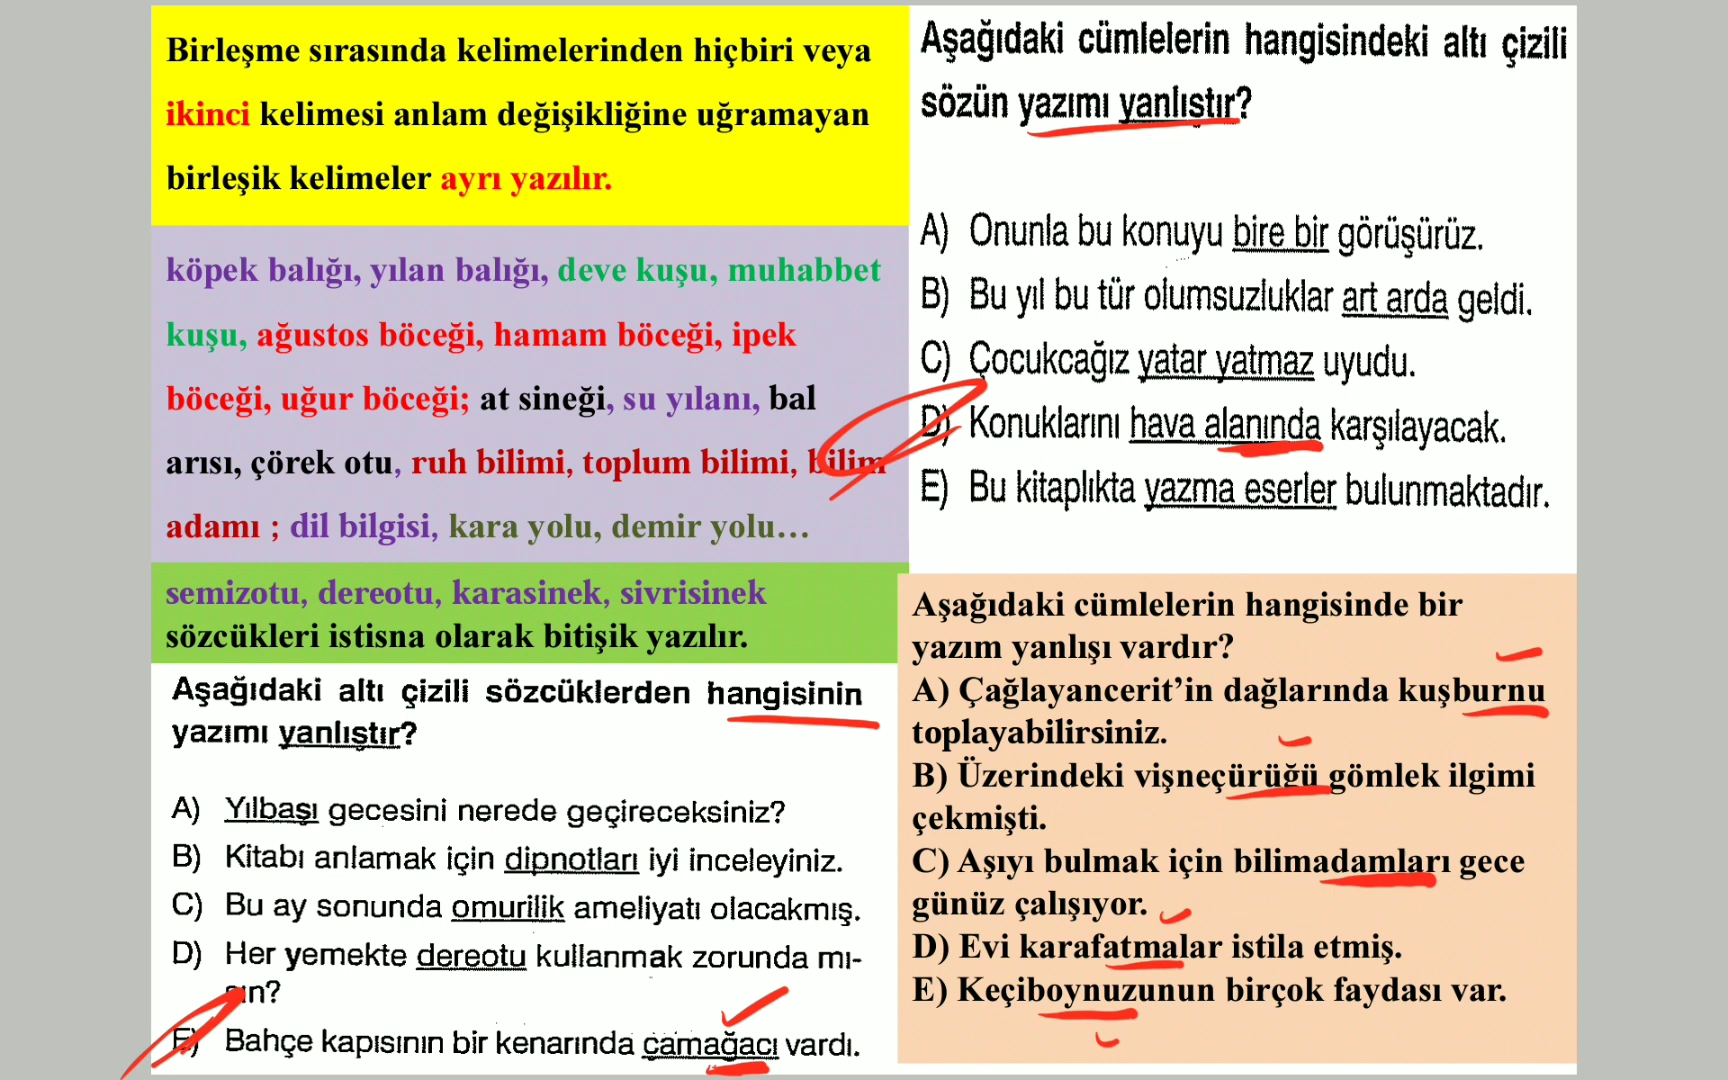 Birleşme sırasında kelimelerinden hiçbiri veya
ikinci kelimesi anlam değişikliğine uğramayan
birleşik kelimeler ayrı yazılır.
köpek balığı, yılan balığı, deve kuşu, muhabbet
kuşu, ağustos böceği, hamam böceği, ipek
böceği, uğur böceği; at sineği, su yılanı, bal
arısı, çörek otu, ruh bilimi, toplum bilimi, bilim
adamı ; dil bilgisi, kara yolu, demir yolu…
semizotu, dereotu, karasinek, sivrisinek
sözcükleri istisna olarak bitişik yazılır.
Aşağıdaki altı çizili sözcüklerden hangisinin
yazımı yanlıştır?
A) Yılbaşı gecesini nerede geçireceksiniz?
B) Kitabı anlamak için dipnotları iyi inceleyiniz.
C) Bu ay sonunda omurilik ameliyatı olacakmış.
D) Her yemekte dereotu kullanmak zorunda mı-
sın?
E) Bahçe kapısının bir kenarında çamağacı vardı.
Aşağıdaki cümlelerin hangisindeki altı çizili
sözün yazımı yanlıştır?
A) Onunla bu konuyu bire bir görüşürüz.
B) Bu yıl bu tür olumsuzluklar art arda geldi.
C) Çocukcağız yatar yatmaz uyudu.
D) Konuklarını hava alanında karşılayacak.
E) Bu kitaplıkta yazma eserler bulunmaktadır.
Aşağıdaki cümlelerin hangisinde bir
yazım yanlışı vardır?
A) Çağlayancerit’in dağlarında kuşburnu
toplayabilirsiniz.
B) Üzerindeki vişneçürüğü gömlek ilgimi
çekmişti.
C) Aşıyı bulmak için bilimadamları gece
günüz çalışıyor.
D) Evi karafatmalar istila etmiş.
E) Keçiboynuzunun birçok faydası var.